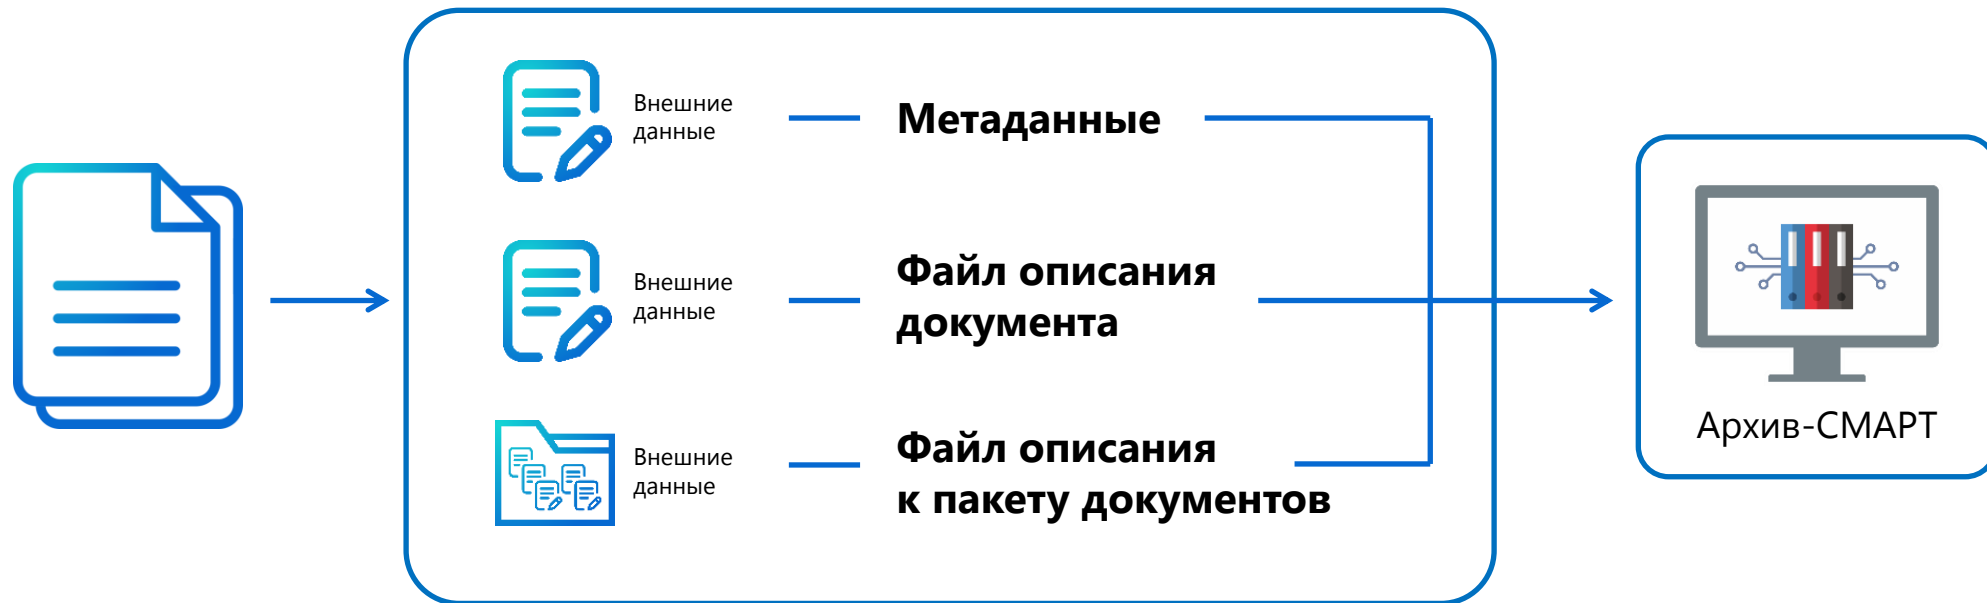 Внешние
данные
Метаданные
Внешние
данные
Файл описания
документа
Внешние
данные
Файл описания
к пакету документов
Архив-СМАРТ